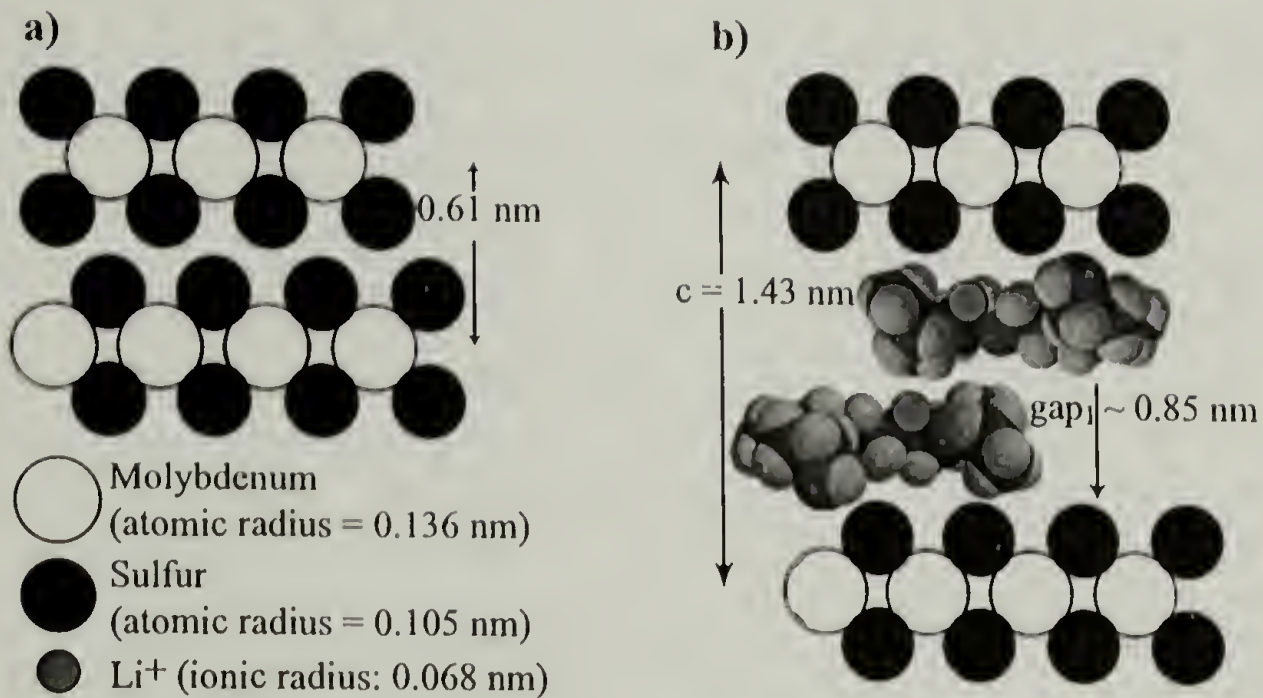 a)
b)
0.61 nm
c = 1.43 nm
gap ~ 0.85 nm
Molybdenum
(atomic radius = 0.136 nm)
Sulfur
(atomic radius = 0.105 nm)
Li+ (ionic radius: 0.068 nm)